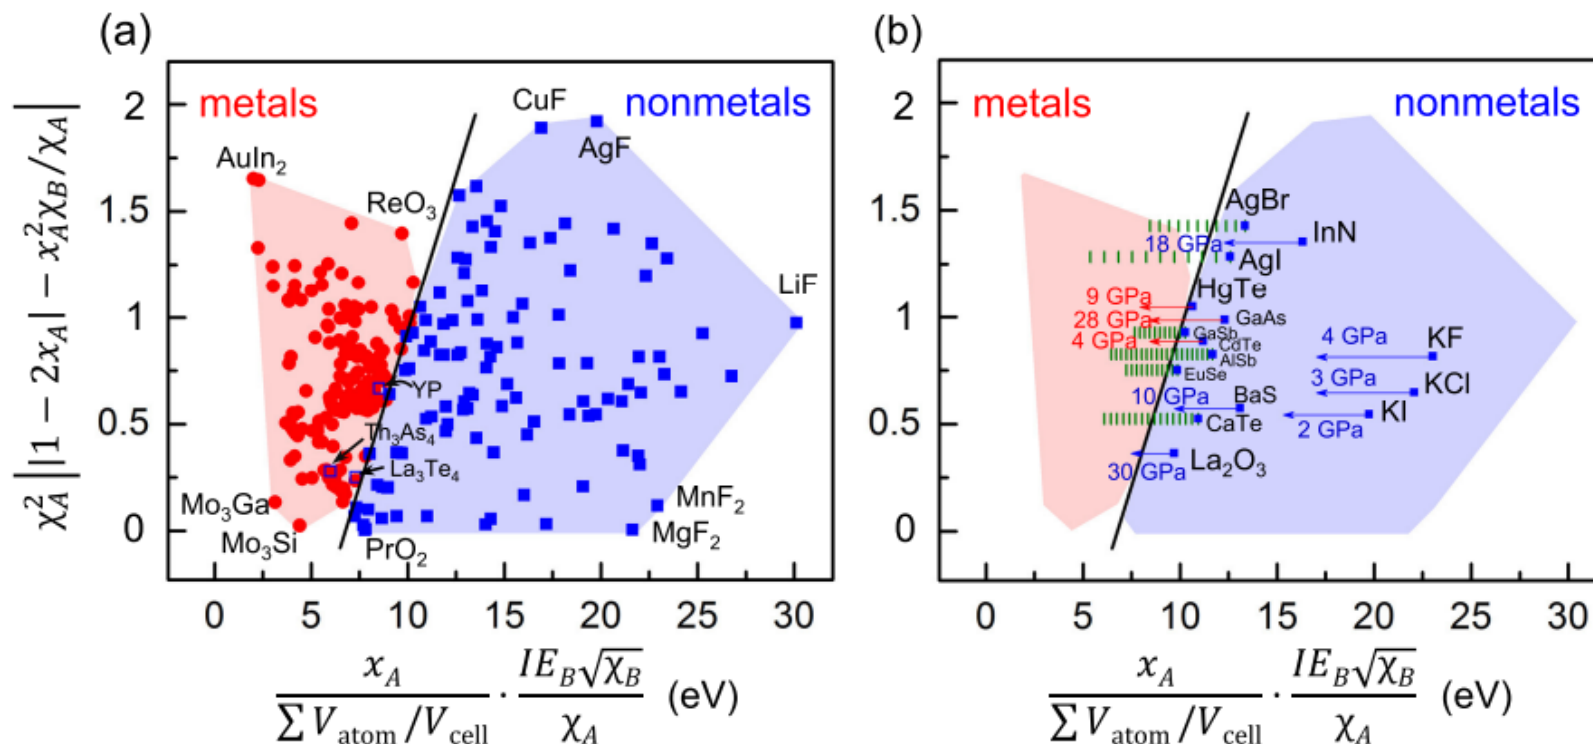 (a)
metals
nonmetals
CuF
AgF
AuIn₂
ReO₃
LiF
YP
Th₃As₄
La₃Te₄
Mo₃Ga
Mo₃Si
PrO₂
MnF₂
MgF₂
2
1.5
1
0.5
0
0 5 10 15 20 25 30
χ_A² | |1 − 2x_A| − x_A² χ_B/χ_A |
x_A / (∑ V_atom /V_cell) · IE_B √χ_B / χ_A (eV)
(b)
metals
nonmetals
AgBr
18 GPa InN
AgI
HgTe
9 GPa
28 GPa GaAs
GaSb
4 GPa CdTe
AlSb
EuSe
4 GPa KF
3 GPa KCl
10 GPa BaS
KI
2 GPa
CaTe
La₂O₃
30 GPa
2
1.5
1
0.5
0
0 5 10 15 20 25 30
x_A / (∑ V_atom /V_cell) · IE_B √χ_B / χ_A (eV)